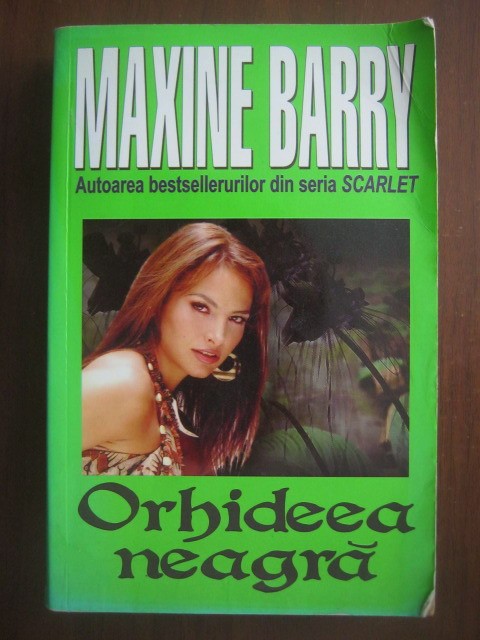 MAXINE BARRY
Autoarea bestsellerurilor din seria SCARLET
Orhideea
neagră